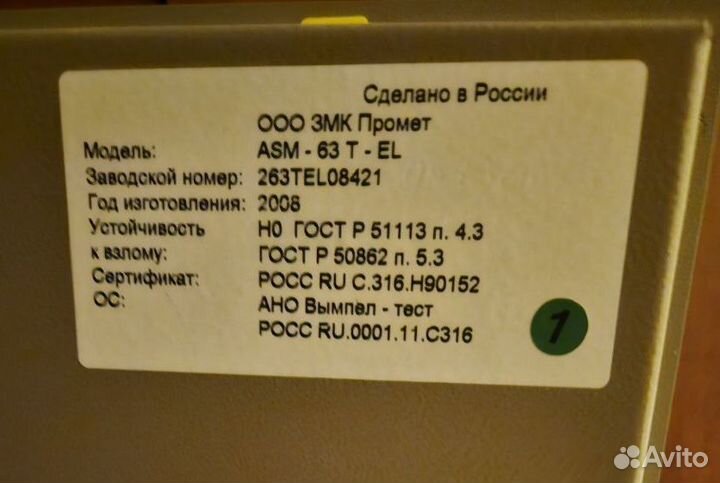 Сделано в России
ООО ЗМК Промет
Модель: ASM - 63 T - EL
Заводской номер: 263TEL08421
Год изготовления: 2008
Устойчивость H0 ГОСТ Р 51113 п. 4.3
к взлому: ГОСТ Р 50862 п. 5.3
Сертификат: РОСС RU C.316.H90152
ОС: АНО Вымпел - тест
РОСС RU.0001.11.C316
1
Avito